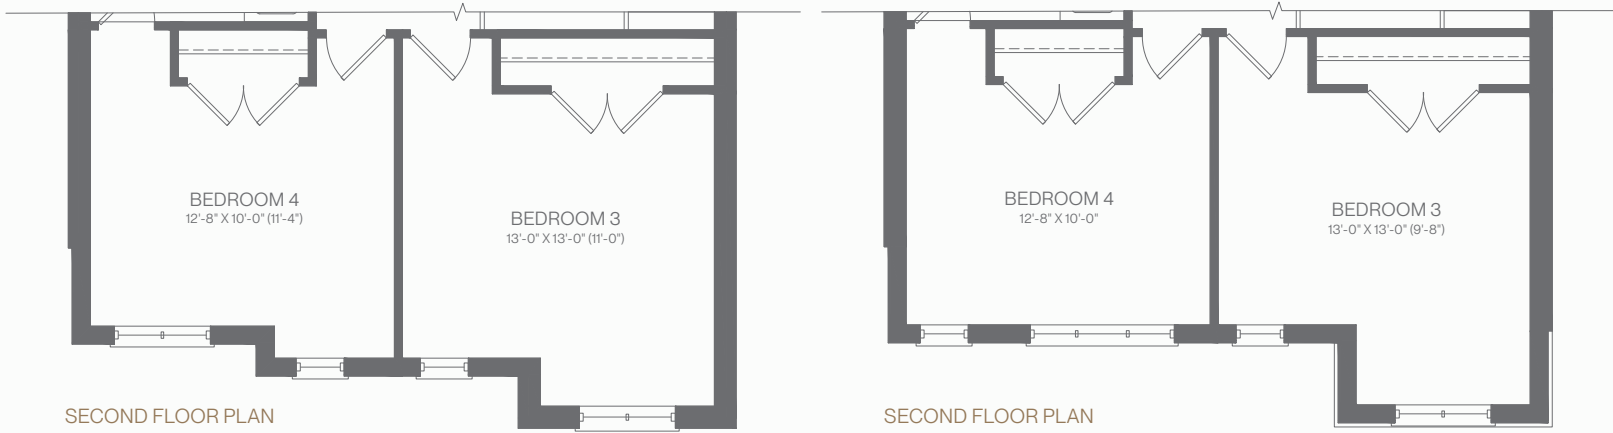 BEDROOM 4
12'-8" X 10'-0" (11'-4")
BEDROOM 3
13'-0" X 13'-0" (11'-0")
SECOND FLOOR PLAN
BEDROOM 4
12'-8" X 10'-0"
BEDROOM 3
13'-0" X 13'-0" (9'-8")
SECOND FLOOR PLAN